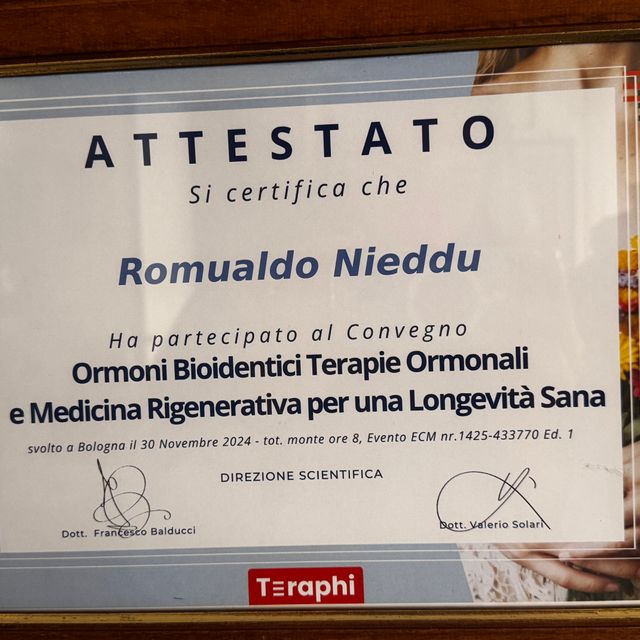 ATTESTATO
Si certifica che
Romualdo Nieddu
Ha partecipato al Convegno
Ormoni Bioidentici Terapie Ormonali
e Medicina Rigenerativa per una Longevità Sana
svolto a Bologna il 30 Novembre 2024 - tot. monte ore 8, Evento ECM nr.1425-433770 Ed. 1
DIREZIONE SCIENTIFICA
Dott. Francesco Balducci
Dott. Valerio Solari
Teraphi